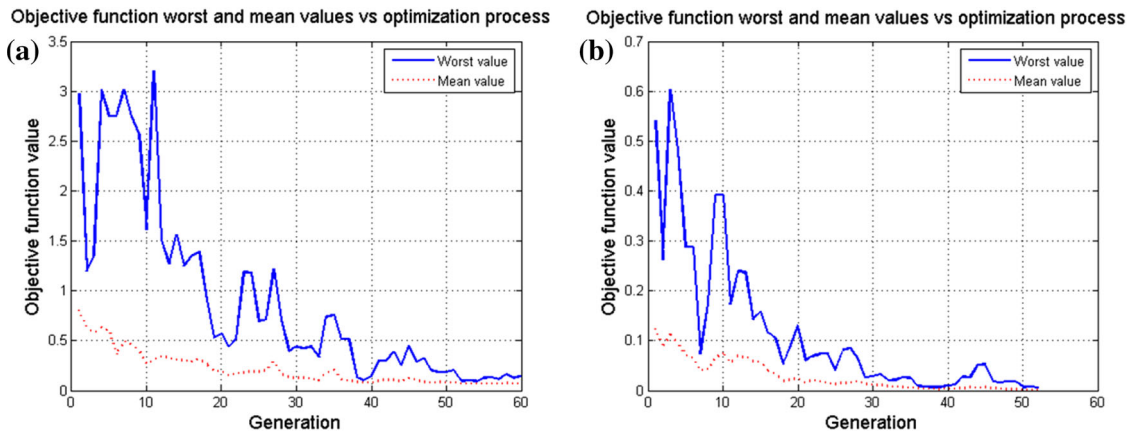 Objective function worst and mean values vs optimization process
(a)
Worst value
Mean value
3.5
3
2.5
2
1.5
1
0.5
0
Objective function value
0 10 20 30 40 50 60
Generation
Objective function worst and mean values vs optimization process
(b)
Worst value
Mean value
0.7
0.6
0.5
0.4
0.3
0.2
0.1
0
Objective function value
0 10 20 30 40 50 60
Generation